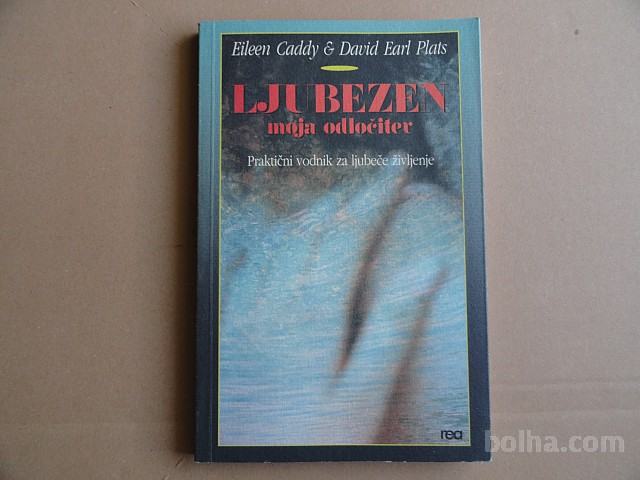 Eileen Caddy & David Earl Plats
LJUBEZEN
moja odločitev
Praktični vodnik za ljubeče življenje
rea
bolha.com